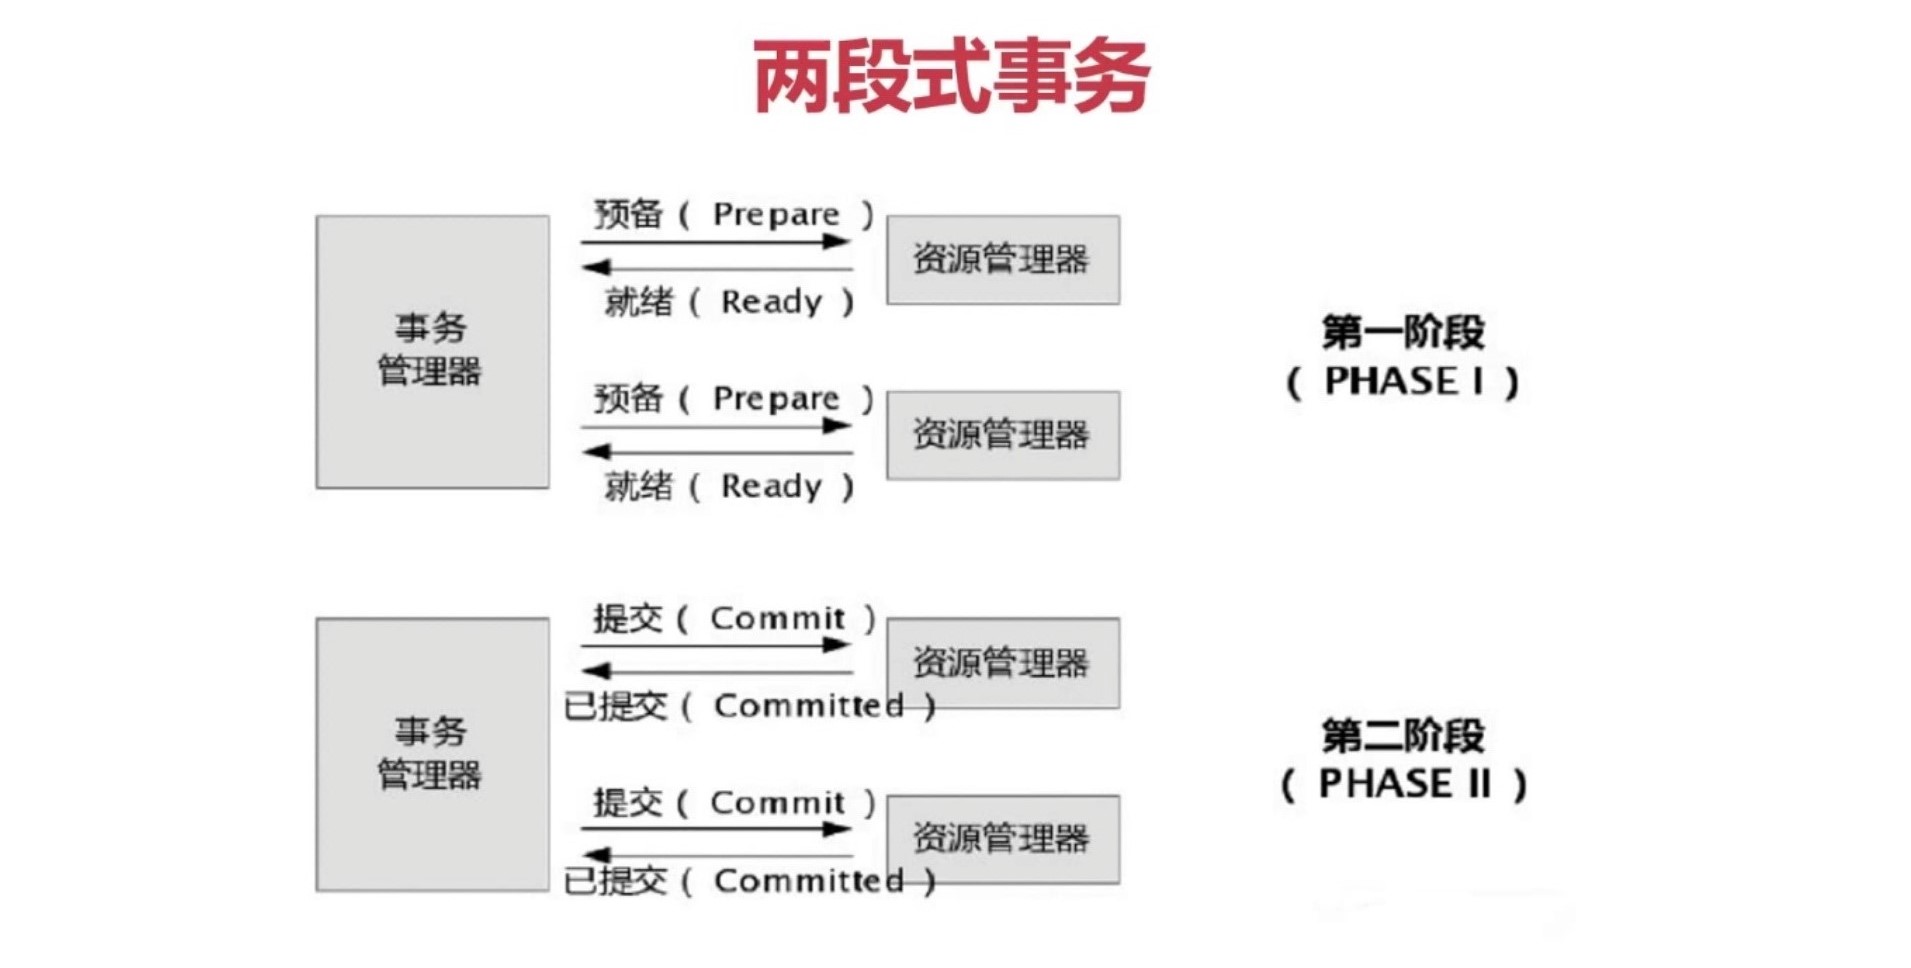 两段式事务
预备 ( Prepare )
资源管理器
就绪 ( Ready )
事务
管理器
预备 ( Prepare )
资源管理器
就绪 ( Ready )
第一阶段
( PHASE I )
提交 ( Commit )
资源管理器
已提交 ( Committed )
事务
管理器
提交 ( Commit )
资源管理器
已提交 ( Committed )
第二阶段
( PHASE II )